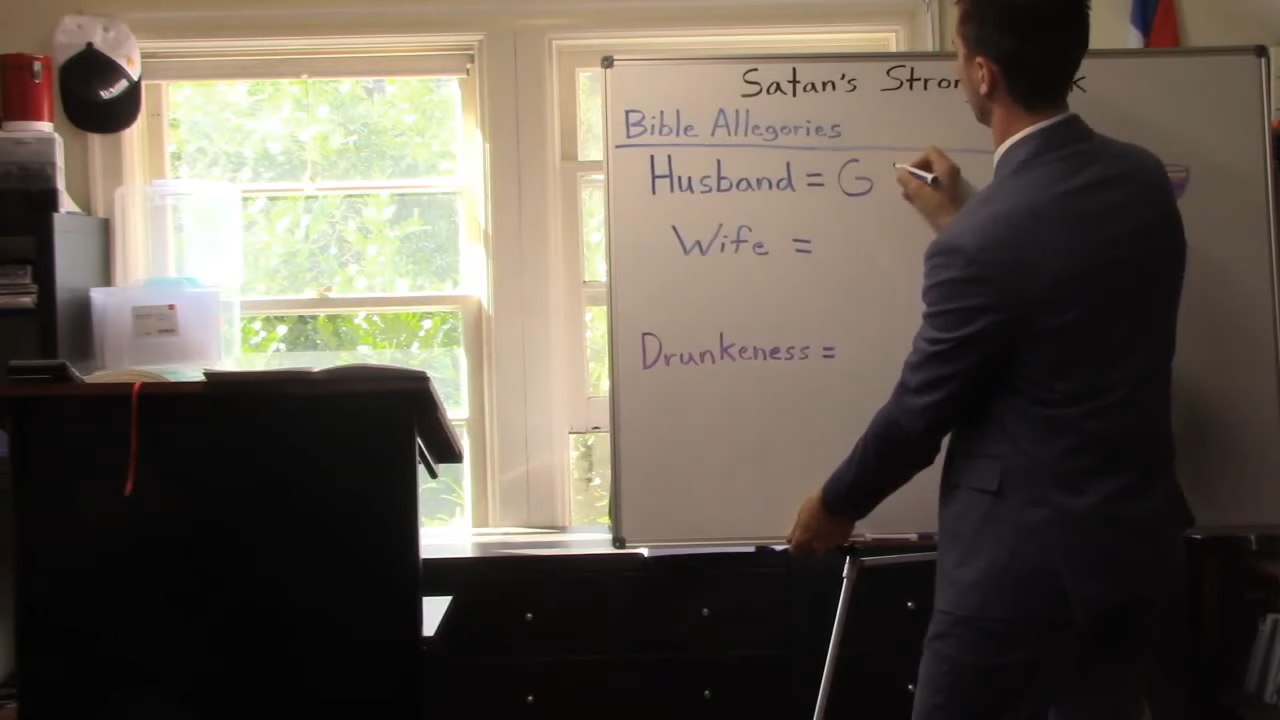 Satan's Stron k
Bible Allegories
Husband = G
Wife =
Drunkeness =